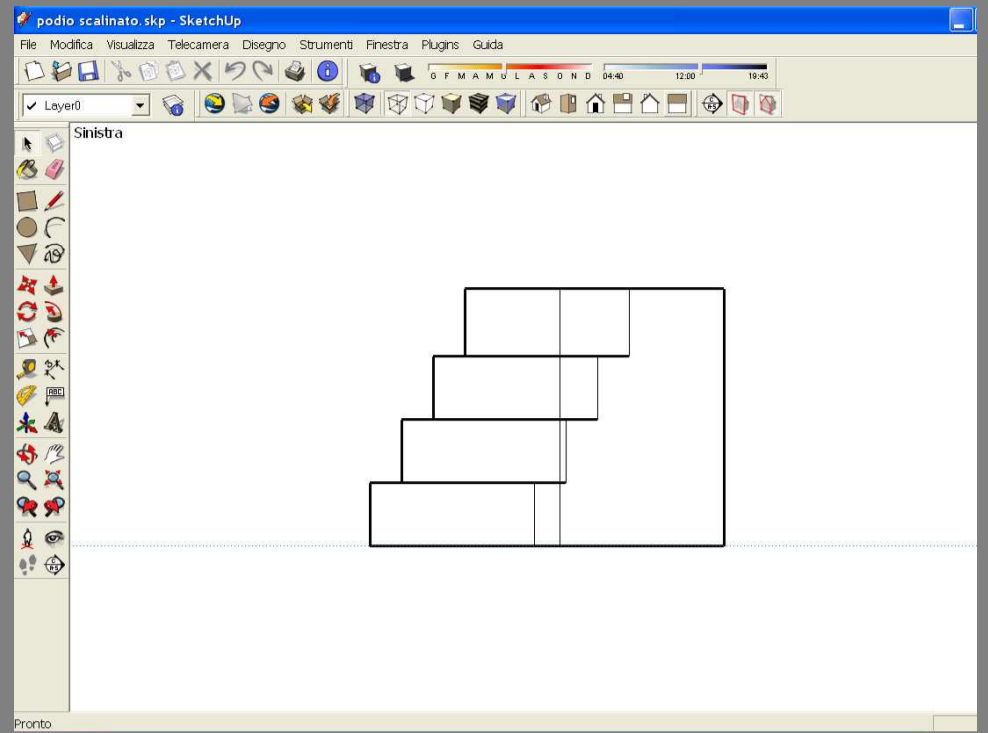 podio scalinato.skp - SketchUp
File Modifica Visualizza Telecamera Disegno Strumenti Finestra Plugins Guida
G F M A M L A S O N D 04:40 12:00 19:43
Layer0
Sinistra
ABC
Pronto